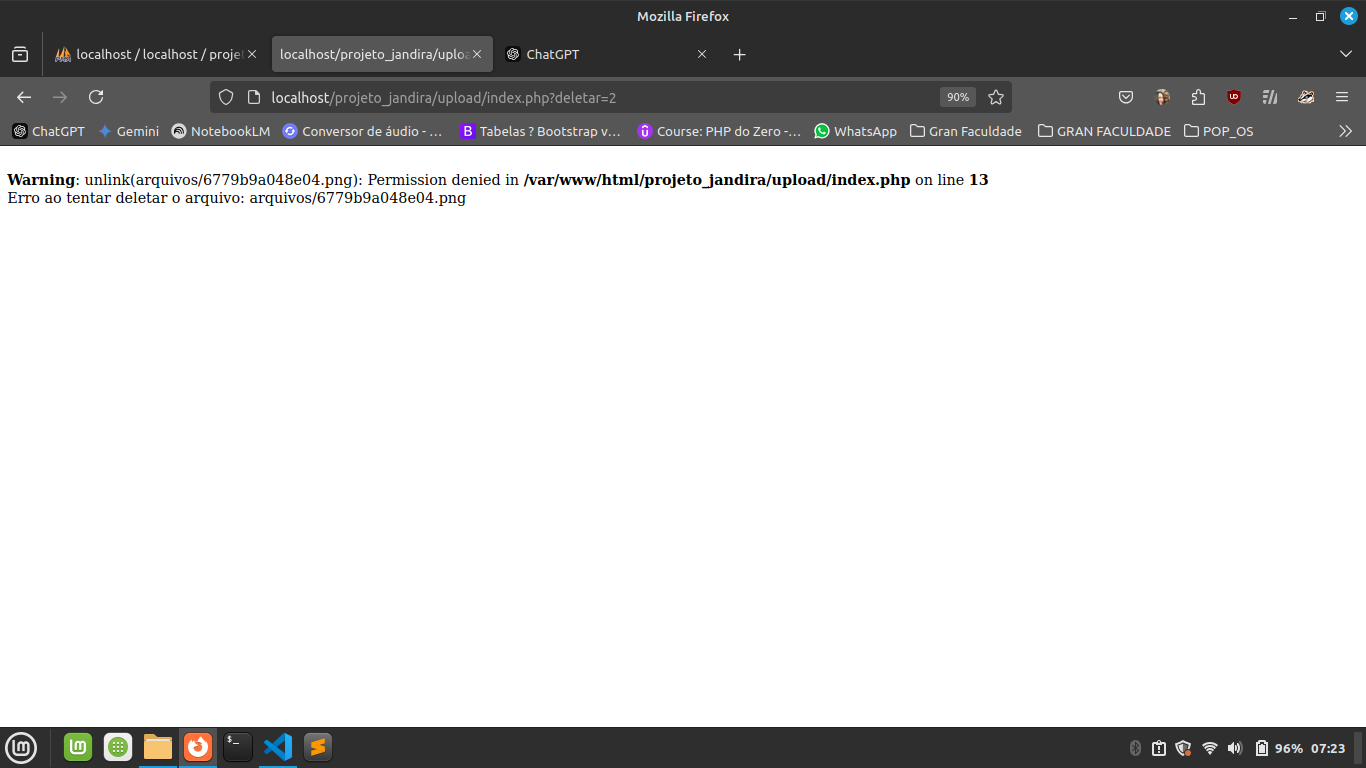 Mozilla Firefox
localhost / localhost / proje
localhost/projeto_jandira/uploa
ChatGPT
localhost/projeto_jandira/upload/index.php?deletar=2
90%
ChatGPT
Gemini
NotebookLM
Conversor de áudio - …
B Tabelas ? Bootstrap v…
Course: PHP do Zero -…
WhatsApp
Gran Faculdade
GRAN FACULDADE
POP_OS
Warning: unlink(arquivos/6779b9a048e04.png): Permission denied in /var/www/html/projeto_jandira/upload/index.php on line 13
Erro ao tentar deletar o arquivo: arquivos/6779b9a048e04.png
96% 07:23